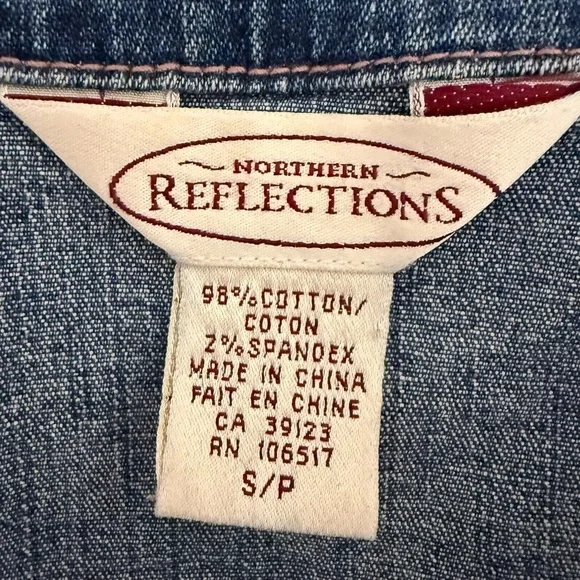 ~ NORTHERN ~
REFLECTIONS
98% COTTON/
COTON
2% SPANDEX
MADE IN CHINA
FAIT EN CHINE
CA 39123
RN 106517
S/P